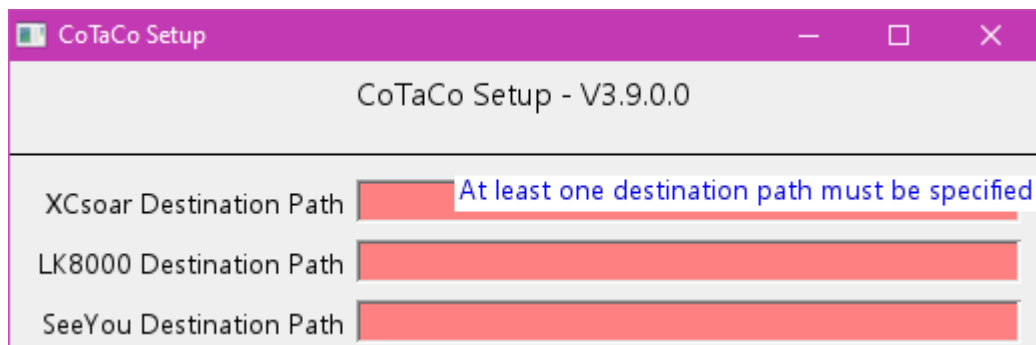 CoTaCo Setup
CoTaCo Setup - V3.9.0.0
XCsoar Destination Path
At least one destination path must be specified
LK8000 Destination Path
SeeYou Destination Path